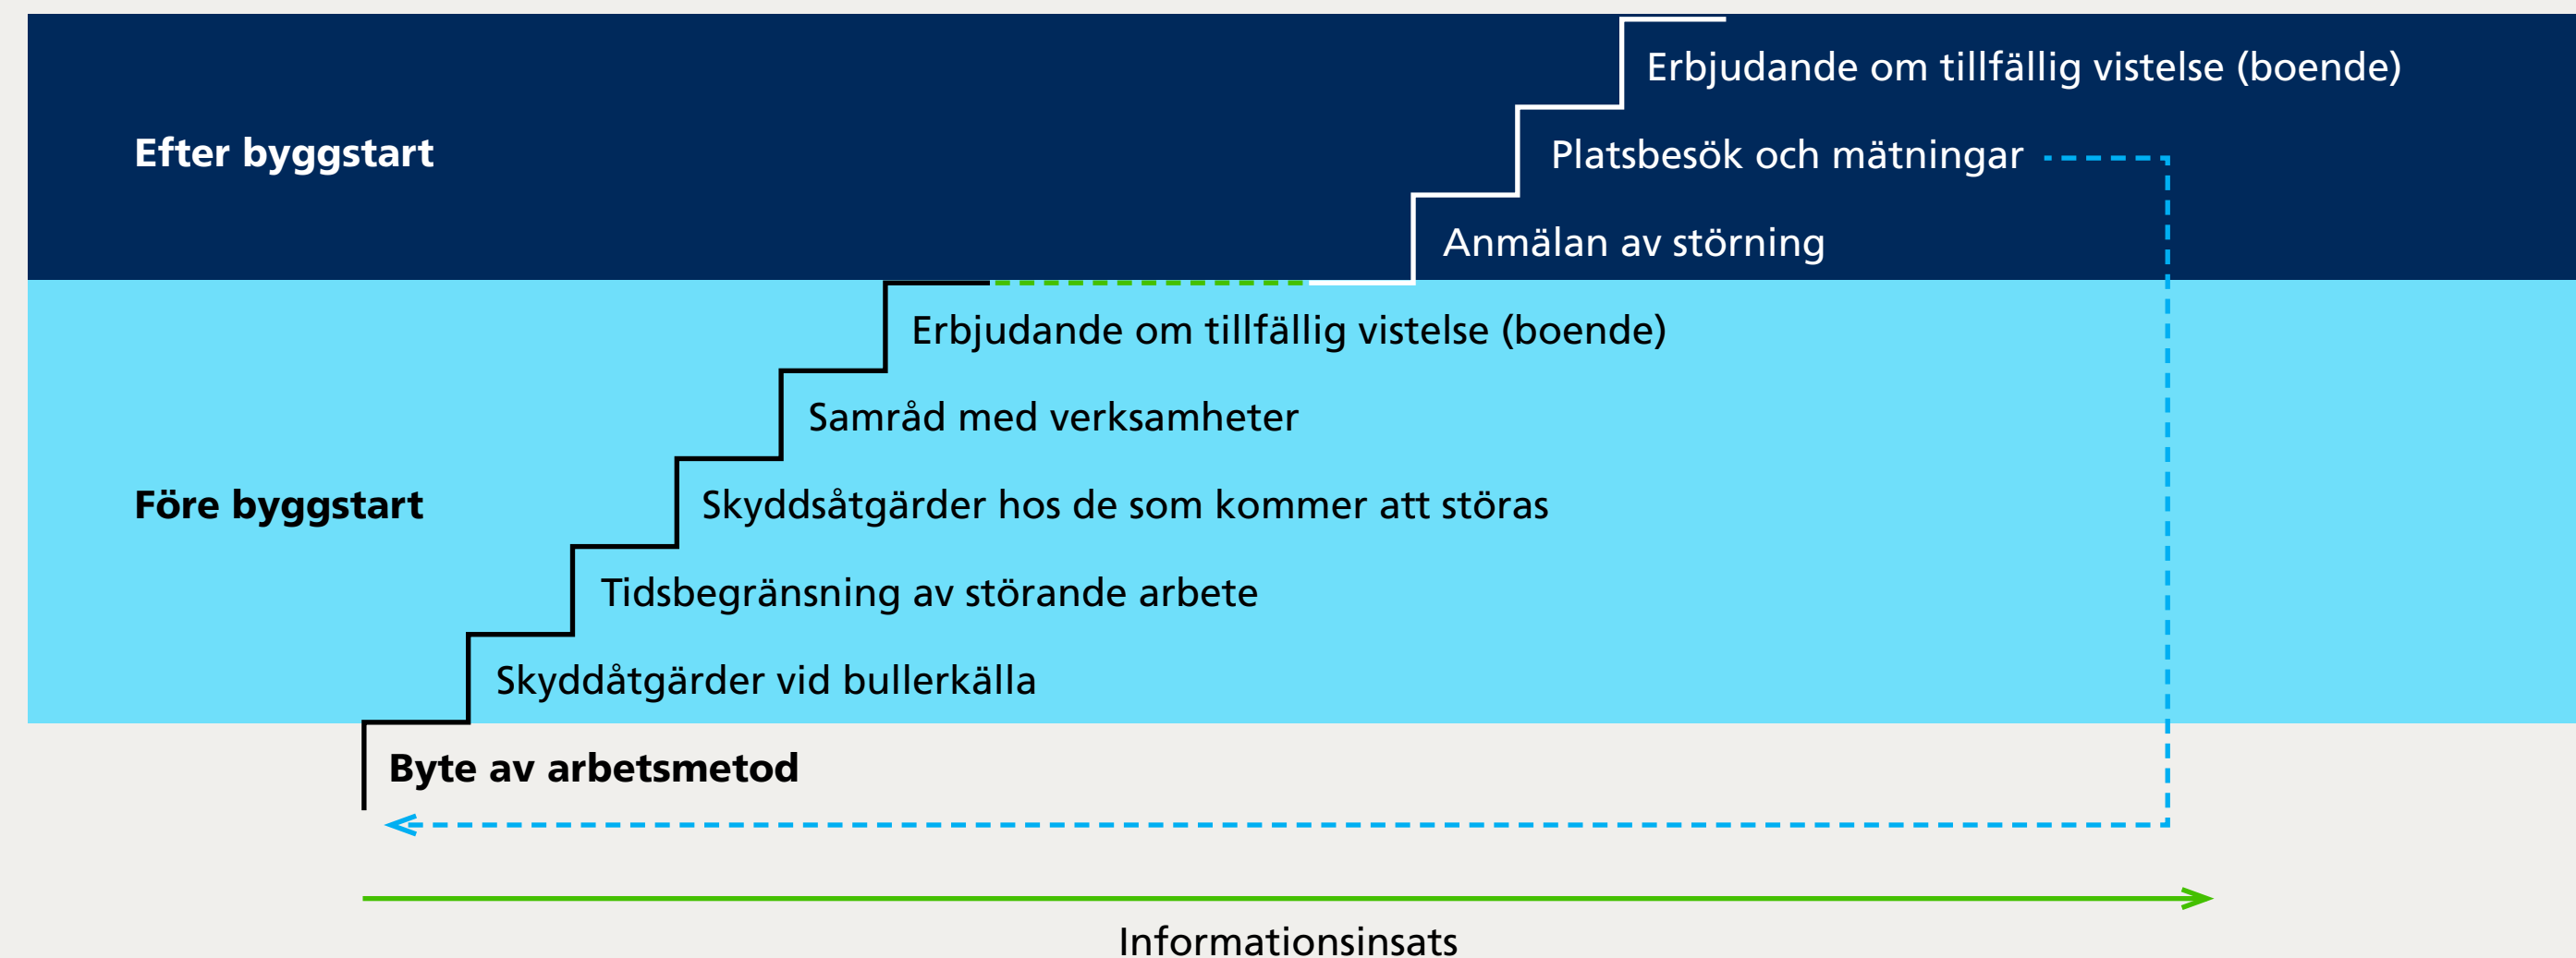 Erbjudande om tillfällig vistelse (boende)
Efter byggstart
Platsbesök och mätningar
Anmälan av störning
Erbjudande om tillfällig vistelse (boende)
Samråd med verksamheter
Före byggstart
Skyddsåtgärder hos de som kommer att störas
Tidsbegränsning av störande arbete
Skyddåtgärder vid bullerkälla
Byte av arbetsmetod
Informationsinsats